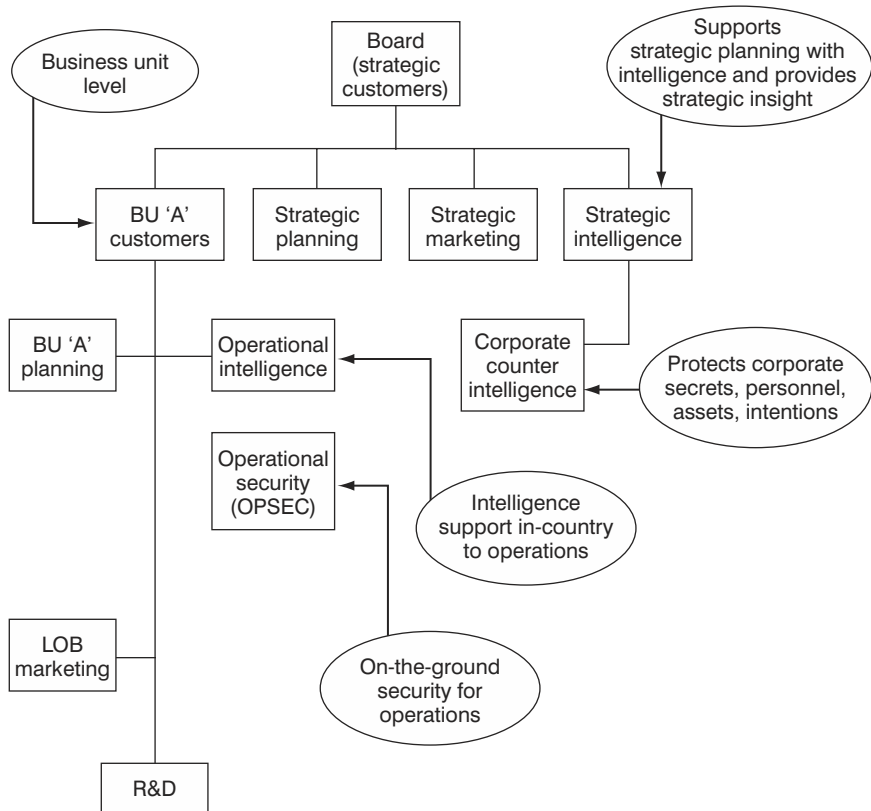 Business unit
level
Board
(strategic
customers)
Supports
strategic planning with
intelligence and provides
strategic insight
BU ‘A’
customers
Strategic
planning
Strategic
marketing
Strategic
intelligence
BU ‘A’
planning
Operational
intelligence
Corporate
counter
intelligence
Protects corporate
secrets, personnel,
assets, intentions
Operational
security
(OPSEC)
Intelligence
support in-country
to operations
LOB
marketing
On-the-ground
security for
operations
R&D